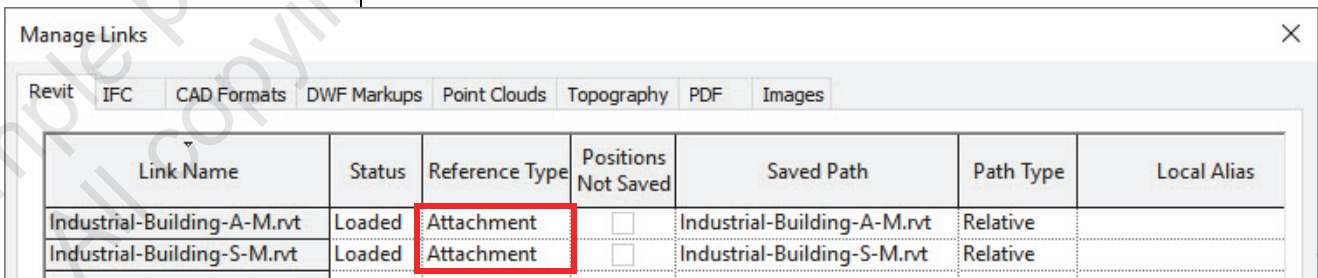 Manage Links
Revit IFC CAD Formats DWF Markups Point Clouds Topography PDF Images
Link Name Status Reference Type Positions Not Saved Saved Path Path Type Local Alias
Industrial-Building-A-M.rvt Loaded Attachment Industrial-Building-A-M.rvt Relative
Industrial-Building-S-M.rvt Loaded Attachment Industrial-Building-S-M.rvt Relative